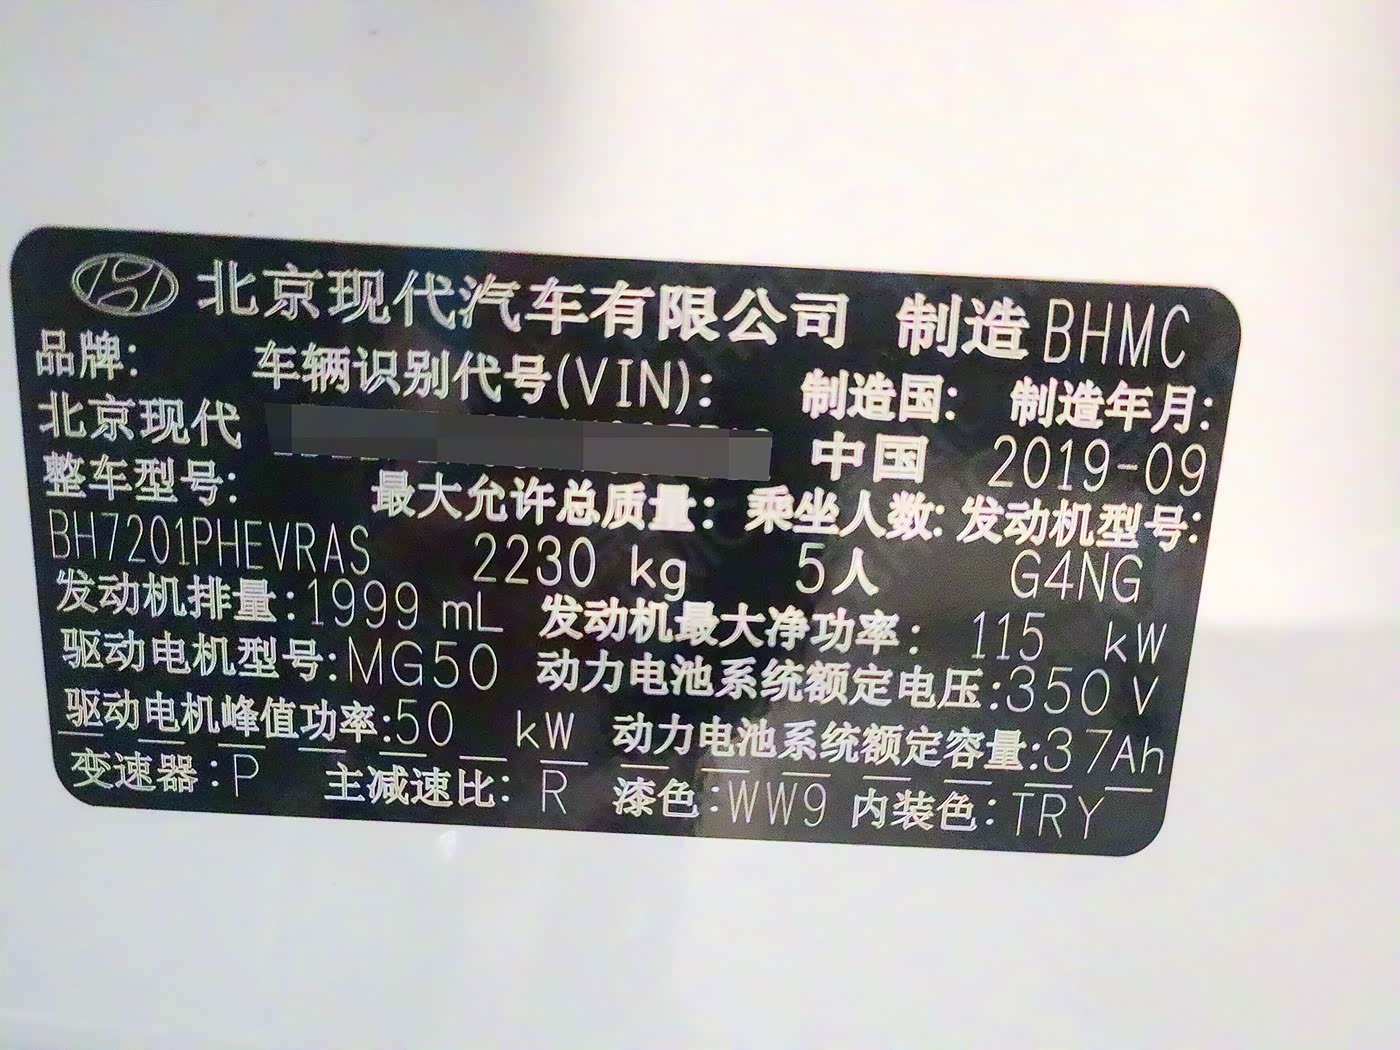 北京现代汽车有限公司 制造 BHMC
品牌: 车辆识别代号(VIN): 制造国: 制造年月:
北京现代 中国 2019-09
整车型号: 最大允许总质量: 乘坐人数: 发动机型号:
BH7201PHEVRAS 2230 kg 5人 G4NG
发动机排量:1999 mL 发动机最大净功率: 115 kW
驱动电机型号:MG50 动力电池系统额定电压:350 V
驱动电机峰值功率:50 kW 动力电池系统额定容量:37Ah
变速器:P 主减速比: R 漆色:WW9 内装色:TRY